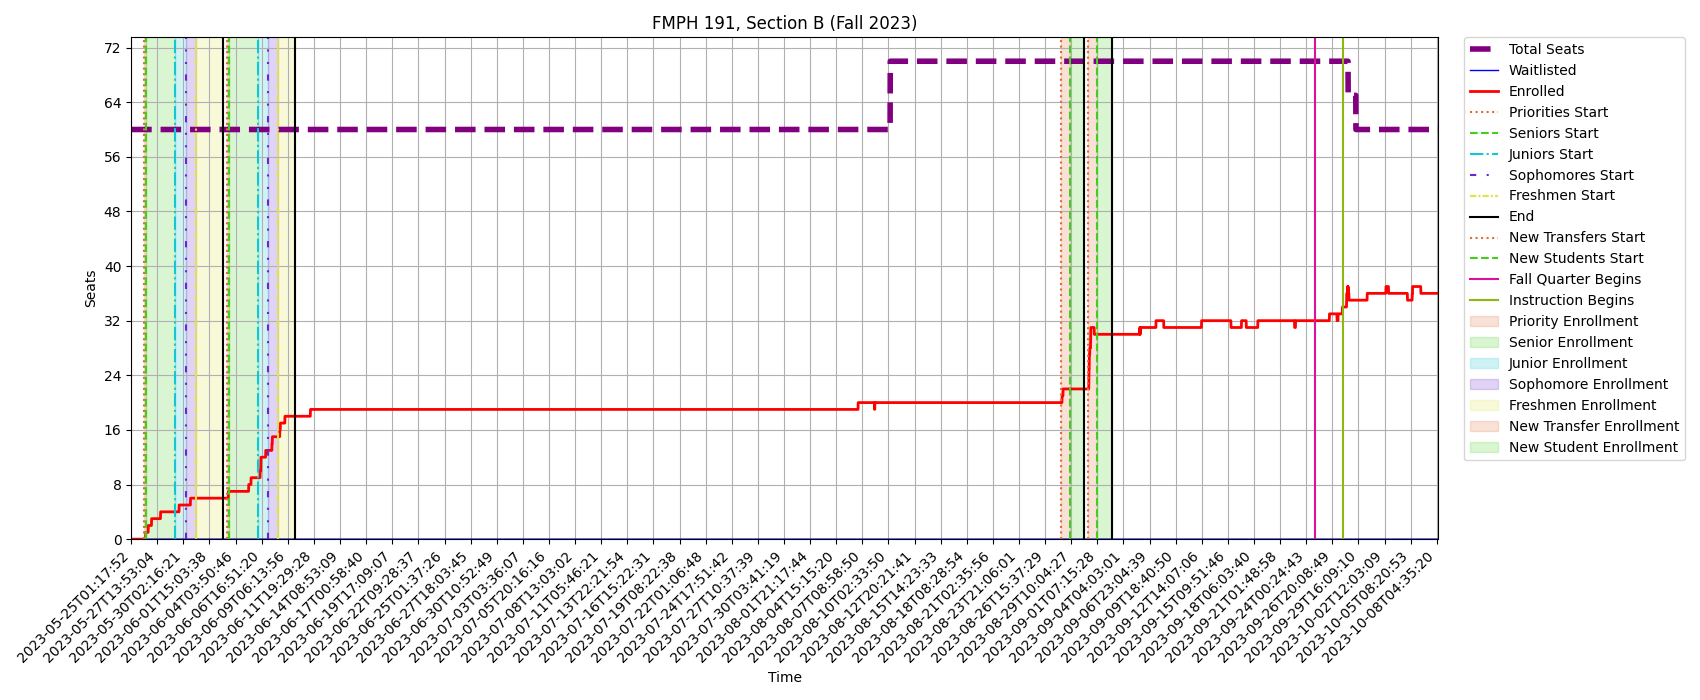 FMPH 191, Section B (Fall 2023)
72
64
56
48
40
32
24
16
8
0
Seats
2023-05-25T01:17:52
2023-05-27T13:53:04
2023-05-30T02:16:21
2023-06-01T15:03:38
2023-06-04T03:50:46
2023-06-06T16:51:20
2023-06-09T06:13:56
2023-06-11T19:29:28
2023-06-14T08:53:09
2023-06-17T00:58:40
2023-06-19T17:09:07
2023-06-22T09:28:37
2023-06-25T01:37:26
2023-06-27T18:03:45
2023-06-30T10:52:49
2023-07-03T03:36:07
2023-07-05T20:16:16
2023-07-08T13:03:02
2023-07-11T05:46:21
2023-07-13T22:21:54
2023-07-16T15:22:31
2023-07-19T08:22:38
2023-07-22T01:06:48
2023-07-24T17:51:42
2023-07-27T10:37:39
2023-07-30T03:41:19
2023-08-01T21:17:44
2023-08-04T15:15:20
2023-08-07T08:58:50
2023-08-10T02:33:50
2023-08-12T20:21:41
2023-08-15T14:23:33
2023-08-18T08:28:54
2023-08-21T02:35:56
2023-08-23T21:06:01
2023-08-26T15:37:29
2023-08-29T10:04:27
2023-09-01T07:15:28
2023-09-04T04:03:01
2023-09-06T23:04:39
2023-09-09T18:40:50
2023-09-12T14:07:06
2023-09-15T09:51:46
2023-09-18T06:03:40
2023-09-21T01:48:58
2023-09-24T00:24:43
2023-09-26T20:08:49
2023-09-29T16:09:10
2023-10-02T12:03:09
2023-10-05T08:20:53
2023-10-08T04:35:20
Time
Total Seats
Waitlisted
Enrolled
Priorities Start
Seniors Start
Juniors Start
Sophomores Start
Freshmen Start
End
New Transfers Start
New Students Start
Fall Quarter Begins
Instruction Begins
Priority Enrollment
Senior Enrollment
Junior Enrollment
Sophomore Enrollment
Freshmen Enrollment
New Transfer Enrollment
New Student Enrollment